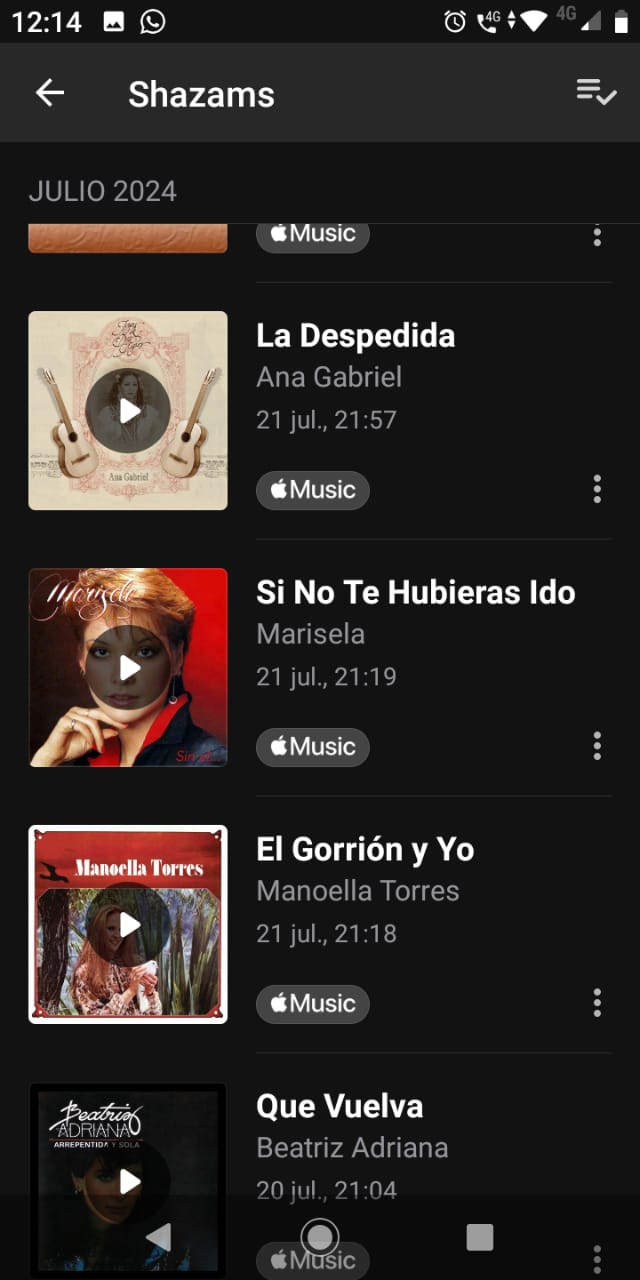 12:14
4G
4G
Shazams
JULIO 2024
Music
La Despedida
Ana Gabriel
21 jul., 21:57
Ana Gabriel
Music
Si No Te Hubieras Ido
Marisela
21 jul., 21:19
Marisela
Music
El Gorrión y Yo
Manoella Torres
Manoella Torres
21 jul., 21:18
Music
Que Vuelva
Beatriz
ADRIANA
ARREPENTIDA Y SOLA
Beatriz Adriana
20 jul., 21:04
Music